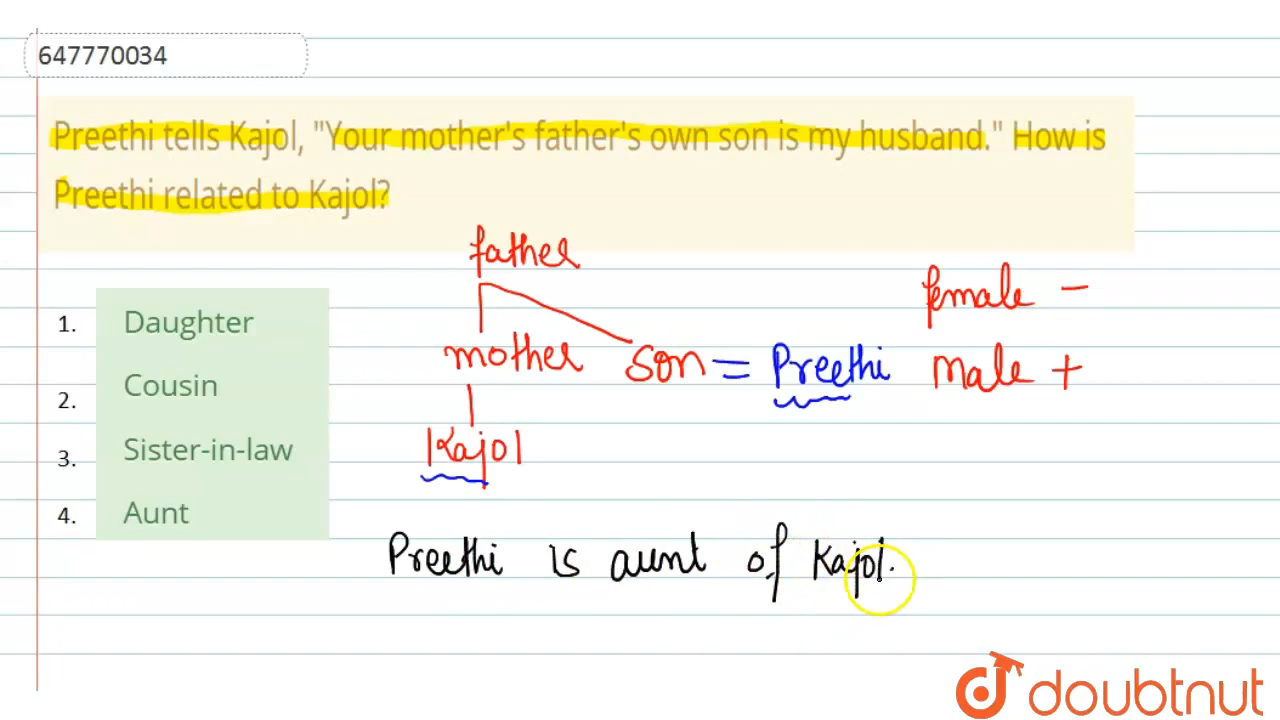 647770034
Preethi tells Kajol, "Your mother's father's own son is my husband." How is
Preethi related to Kajol?
1. Daughter
2. Cousin
3. Sister-in-law
4. Aunt
father
female -
mother son = Preethi male +
Kajol
Preethi is aunt of Kajol.
doubtnut